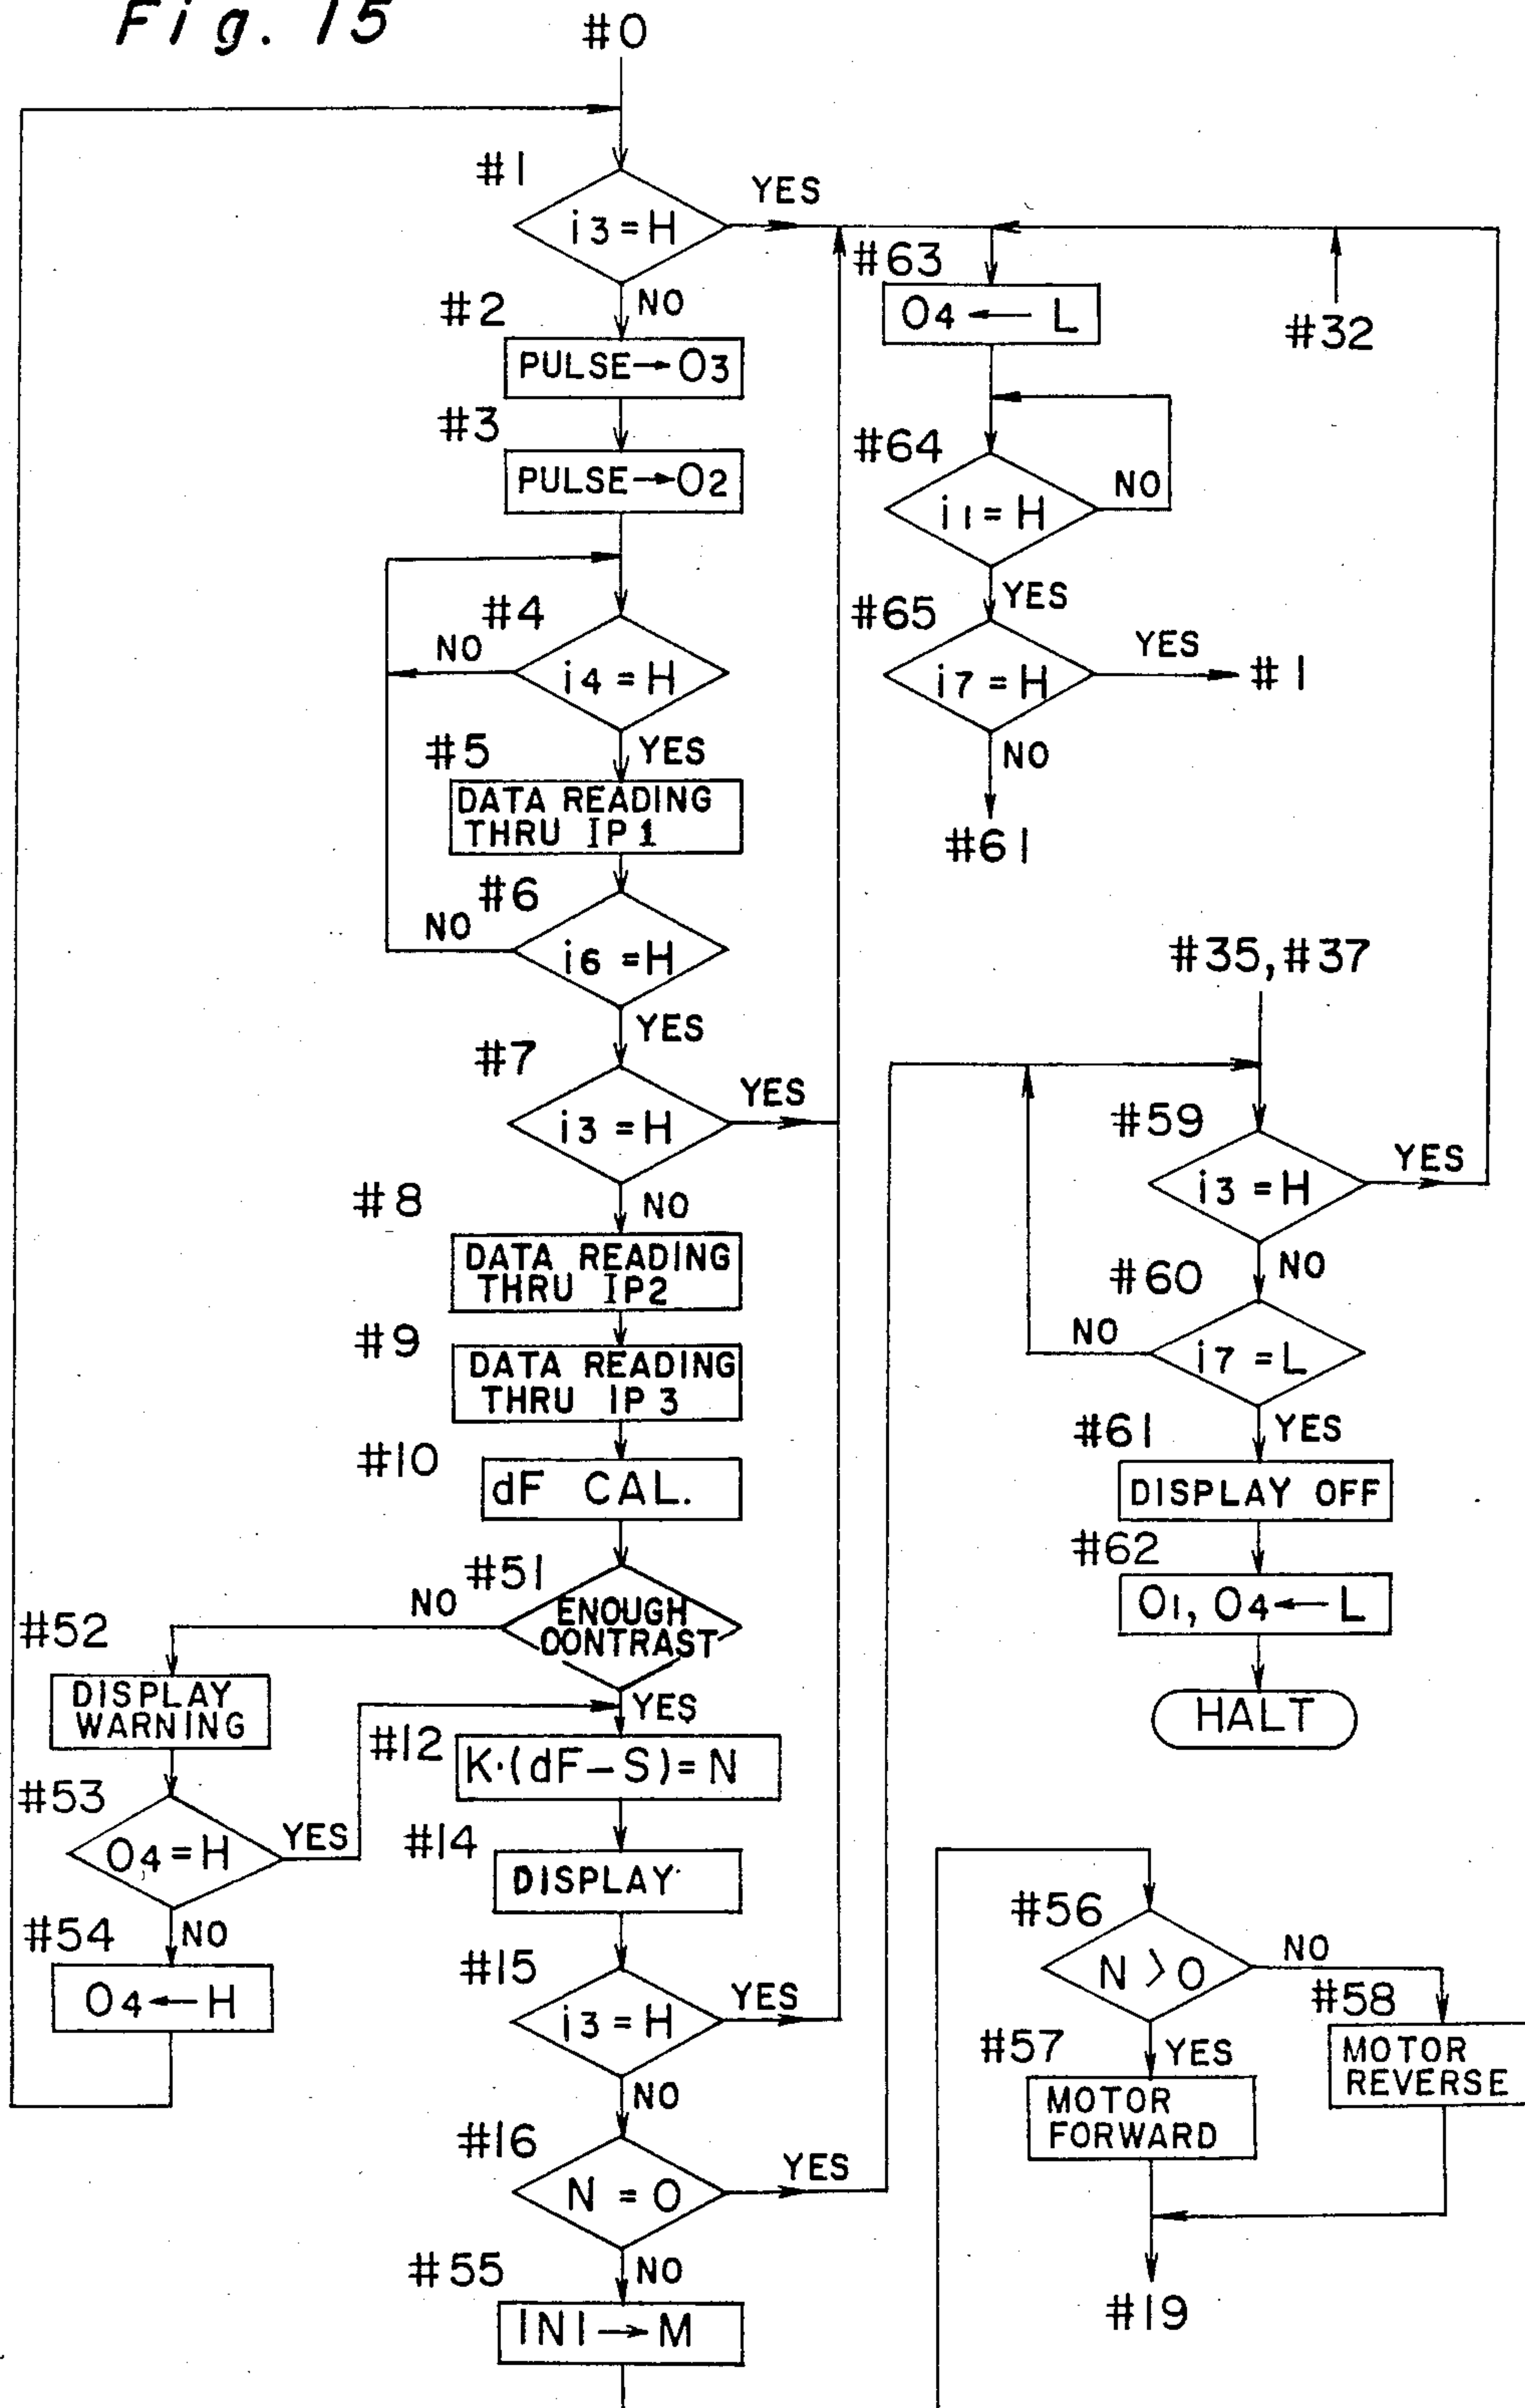 Fig. 15
#0
#1
i3 = H
YES
NO
#2
PULSE → O3
#3
PULSE → O2
#4
NO
i4 = H
YES
#5
DATA READING
THRU IP1
#6
NO
i6 = H
YES
#7
i3 = H
YES
NO
#8
DATA READING
THRU IP2
#9
DATA READING
THRU IP3
#10
dF CAL.
#51
NO
ENOUGH
CONTRAST
YES
#52
DISPLAY
WARNING
#53
O4 = H
YES
NO
#54
O4 ← H
#12
K·(dF−S)= N
#14
DISPLAY
#15
i3 = H
YES
NO
#16
N = O
YES
NO
#55
|N| → M
#63
O4 ← L
#32
#64
i1 = H
NO
YES
#65
i7 = H
YES
#1
NO
#61
#35, #37
#59
i3 = H
YES
NO
#60
NO
i7 = L
YES
#61
DISPLAY OFF
#62
O1, O4 ← L
HALT
#56
N > O
NO
#58
MOTOR
REVERSE
YES
#57
MOTOR
FORWARD
#19